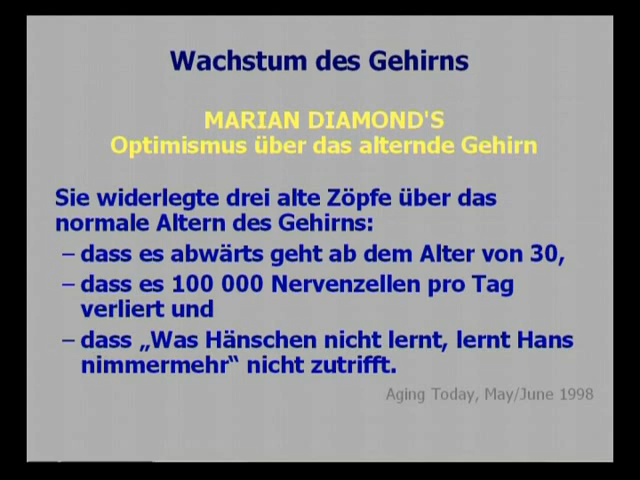 Wachstum des Gehirns
MARIAN DIAMOND'S
Optimismus über das alternde Gehirn
Sie widerlegte drei alte Zöpfe über das
normale Altern des Gehirns:
– dass es abwärts geht ab dem Alter von 30,
– dass es 100 000 Nervenzellen pro Tag
verliert und
– dass „Was Hänschen nicht lernt, lernt Hans
nimmermehr“ nicht zutrifft.
Aging Today, May/June 1998